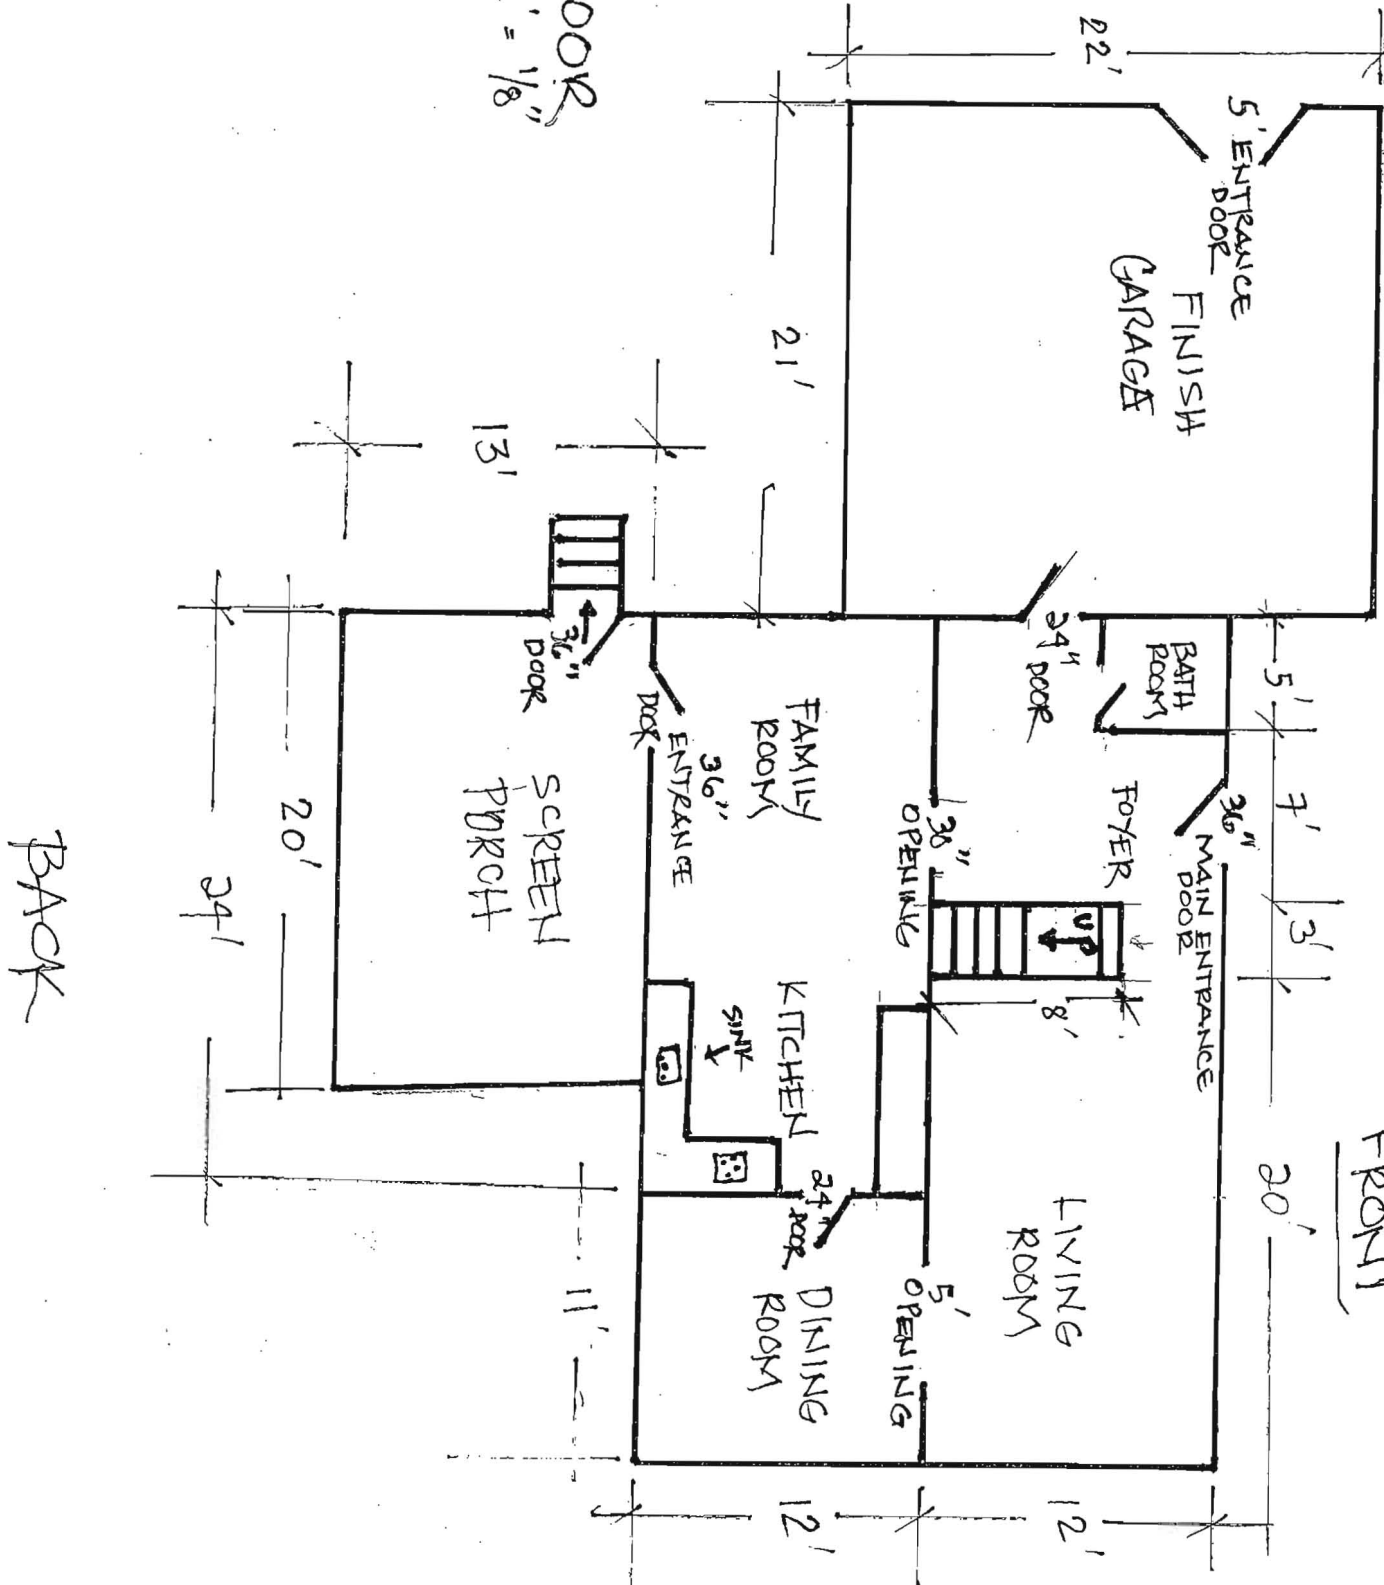 FRONT
20'
5'
7'
3'
22'
5' ENTRANCE
DOOR
FINISH
GARAGE
BATH
ROOM
36"
MAIN ENTRANCE
DOOR
FOYER
UP
8'
24"
DOOR
LIVING
ROOM
12'
OPENING
5'
OPENING
21'
FAMILY
ROOM
36"
ENTRANCE
DOOR
KITCHEN
SINK
24"
DOOR
DINING
ROOM
12'
OOR
' = 1/8"
13'
36"
DOOR
SCREEN
PORCH
11'
20'
24'
BACK